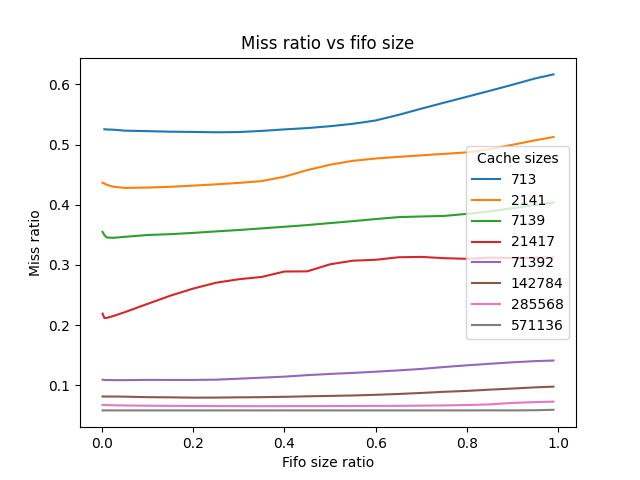 Miss ratio vs fifo size
0.6
0.5
0.4
0.3
0.2
0.1
Miss ratio
Cache sizes
713
2141
7139
21417
71392
142784
285568
571136
0.0 0.2 0.4 0.6 0.8 1.0
Fifo size ratio